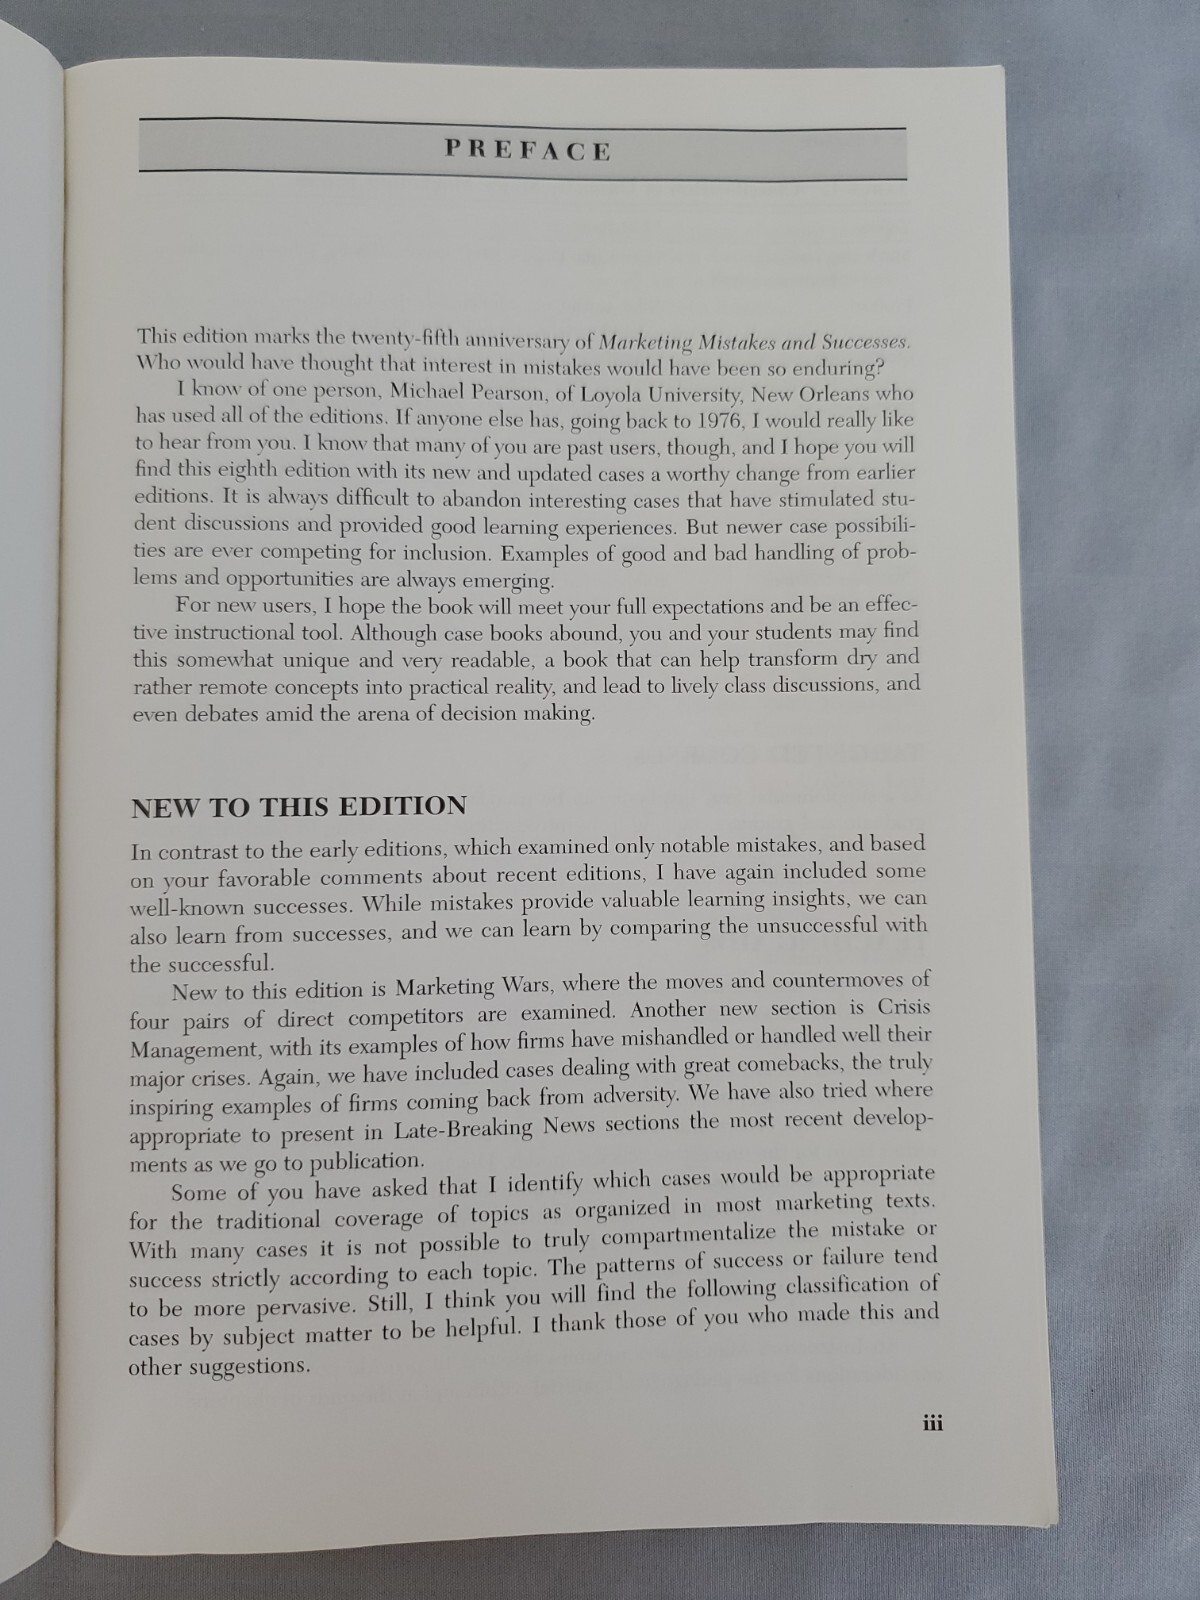 PREFACE
This edition marks the twenty-fifth anniversary of Marketing Mistakes and Successes.
Who would have thought that interest in mistakes would have been so enduring?
I know of one person, Michael Pearson, of Loyola University, New Orleans who
has used all of the editions. If anyone else has, going back to 1976, I would really like
to hear from you. I know that many of you are past users, though, and I hope you will
find this eighth edition with its new and updated cases a worthy change from earlier
editions. It is always difficult to abandon interesting cases that have stimulated stu-
dent discussions and provided good learning experiences. But newer case possibili-
ties are ever competing for inclusion. Examples of good and bad handling of prob-
lems and opportunities are always emerging.
For new users, I hope the book will meet your full expectations and be an effec-
tive instructional tool. Although case books abound, you and your students may find
this somewhat unique and very readable, a book that can help transform dry and
rather remote concepts into practical reality, and lead to lively class discussions, and
even debates amid the arena of decision making.
NEW TO THIS EDITION
In contrast to the early editions, which examined only notable mistakes, and based
on your favorable comments about recent editions, I have again included some
well-known successes. While mistakes provide valuable learning insights, we can
also learn from successes, and we can learn by comparing the unsuccessful with
the successful.
New to this edition is Marketing Wars, where the moves and countermoves of
four pairs of direct competitors are examined. Another new section is Crisis
Management, with its examples of how firms have mishandled or handled well their
major crises. Again, we have included cases dealing with great comebacks, the truly
inspiring examples of firms coming back from adversity. We have also tried where
appropriate to present in Late-Breaking News sections the most recent develop-
ments as we go to publication.
Some of you have asked that I identify which cases would be appropriate
for the traditional coverage of topics as organized in most marketing texts.
With many cases it is not possible to truly compartmentalize the mistake or
success strictly according to each topic. The patterns of success or failure tend
to be more pervasive. Still, I think you will find the following classification of
cases by subject matter to be helpful. I thank those of you who made this and
other suggestions.
iii